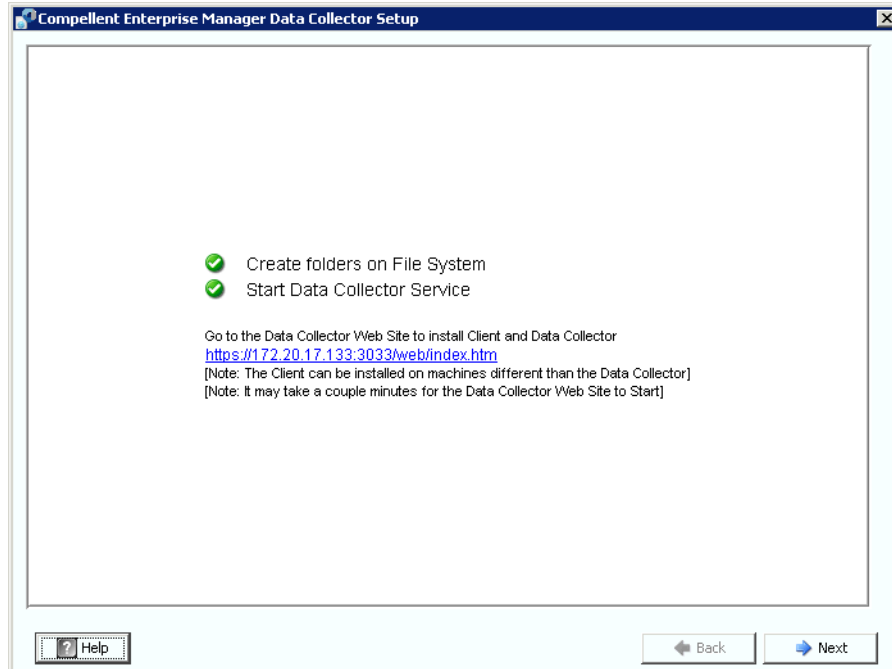 Compellent Enterprise Manager Data Collector Setup
Create folders on File System
Start Data Collector Service
Go to the Data Collector Web Site to install Client and Data Collector
https://172.20.17.133:3033/web/index.htm
[Note: The Client can be installed on machines different than the Data Collector]
[Note: It may take a couple minutes for the Data Collector Web Site to Start]
? Help
Back
Next